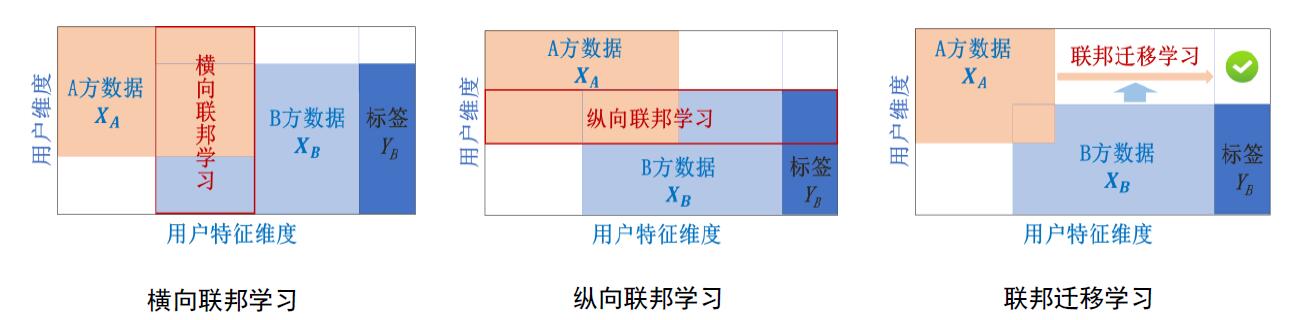 用户维度
A方数据
X_A
横向联邦学习
B方数据
X_B
标签
Y_B
用户特征维度
横向联邦学习
用户维度
A方数据
X_A
纵向联邦学习
B方数据
X_B
标签
Y_B
用户特征维度
纵向联邦学习
用户维度
A方数据
X_A
联邦迁移学习
B方数据
X_B
标签
Y_B
用户特征维度
联邦迁移学习